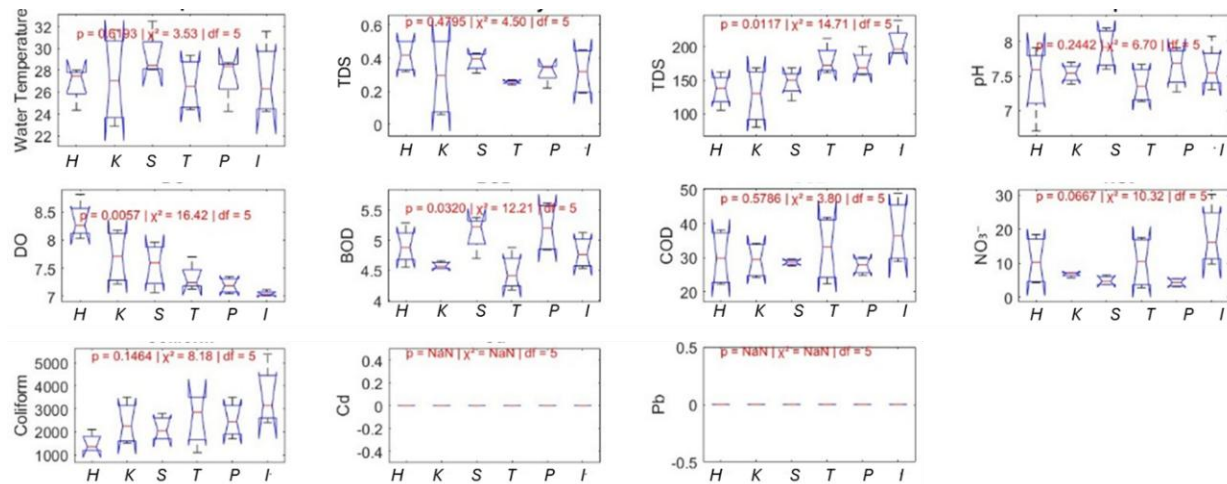 p = 0.6193 | χ² = 3.53 | df = 5
Water Temperature
32
30
28
26
24
22
H K S T P I
p = 0.4795 | χ² = 4.50 | df = 5
TDS
0.6
0.4
0.2
0
H K S T P I
p = 0.0117 | χ² = 14.71 | df = 5
TDS
200
150
100
H K S T P I
p = 0.2442 | χ² = 6.70 | df = 5
pH
8
7.5
7
H K S T P I
p = 0.0057 | χ² = 16.42 | df = 5
DO
8.5
8
7.5
7
H K S T P I
p = 0.0320 | χ² = 12.21 | df = 5
BOD
5.5
5
4.5
4
H K S T P I
p = 0.5786 | χ² = 3.80 | df = 5
COD
50
40
30
20
H K S T P I
p = 0.0667 | χ² = 10.32 | df = 5
NO₃⁻
30
20
10
0
H K S T P I
p = 0.1464 | χ² = 8.18 | df = 5
Coliform
5000
4000
3000
2000
1000
H K S T P I
p = NaN | χ² = NaN | df = 5
Cd
0.4
0.2
0
-0.2
-0.4
H K S T P I
p = NaN | χ² = NaN | df = 5
Pb
0.5
0
-0.5
H K S T P I